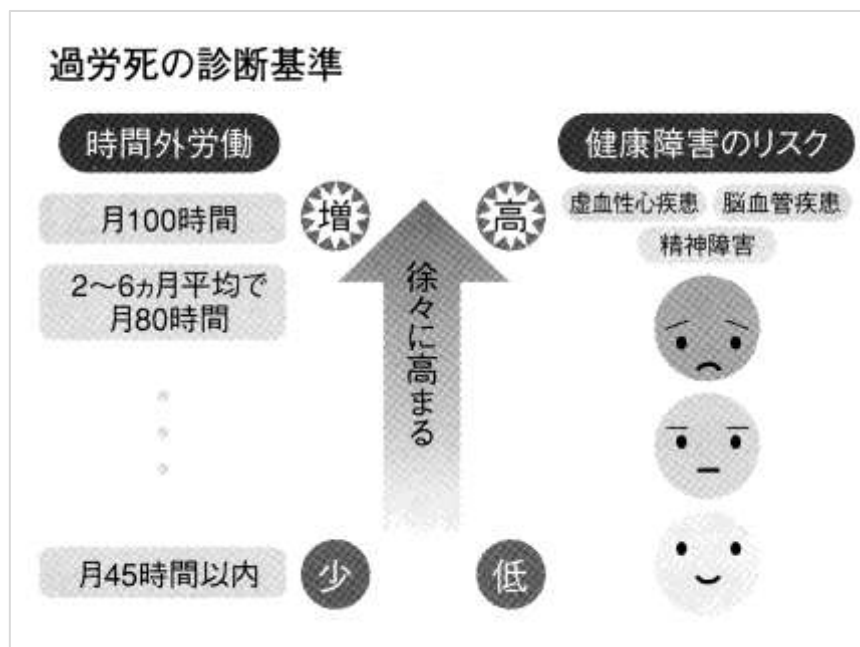 過労死の診断基準
時間外労働
健康障害のリスク
月100時間
増
高
虚血性心疾患
脳血管疾患
精神障害
2～6ヵ月平均で
月80時間
徐々に高まる
月45時間以内
少
低